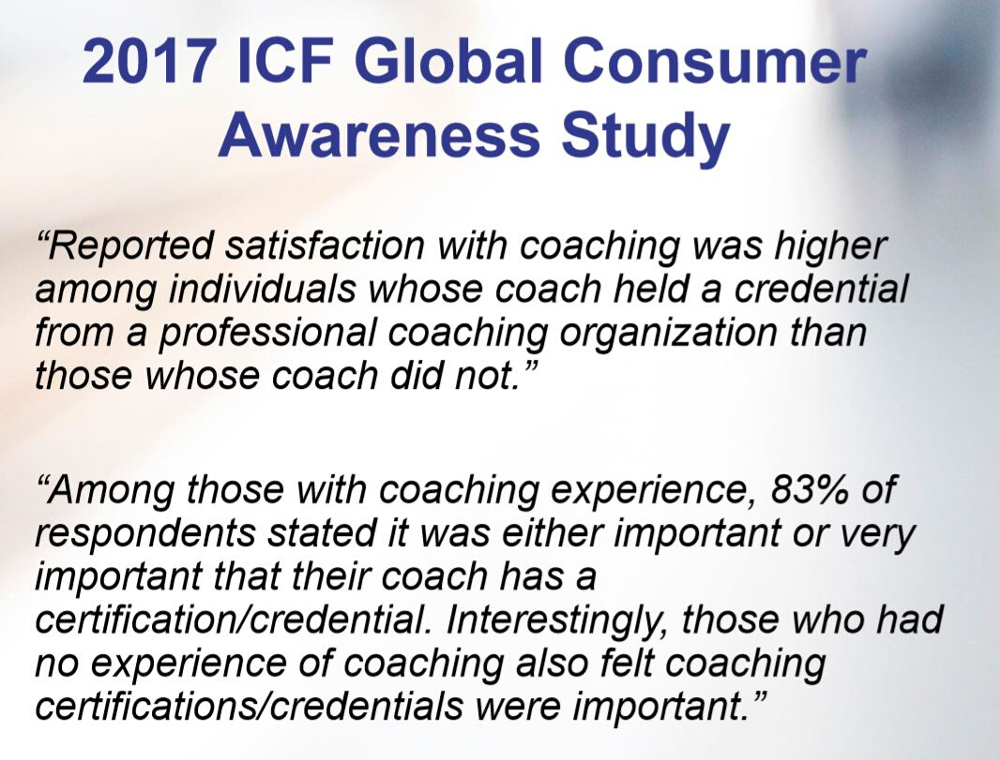 2017 ICF Global Consumer
Awareness Study
“Reported satisfaction with coaching was higher
among individuals whose coach held a credential
from a professional coaching organization than
those whose coach did not.”
“Among those with coaching experience, 83% of
respondents stated it was either important or very
important that their coach has a
certification/credential. Interestingly, those who had
no experience of coaching also felt coaching
certifications/credentials were important.”